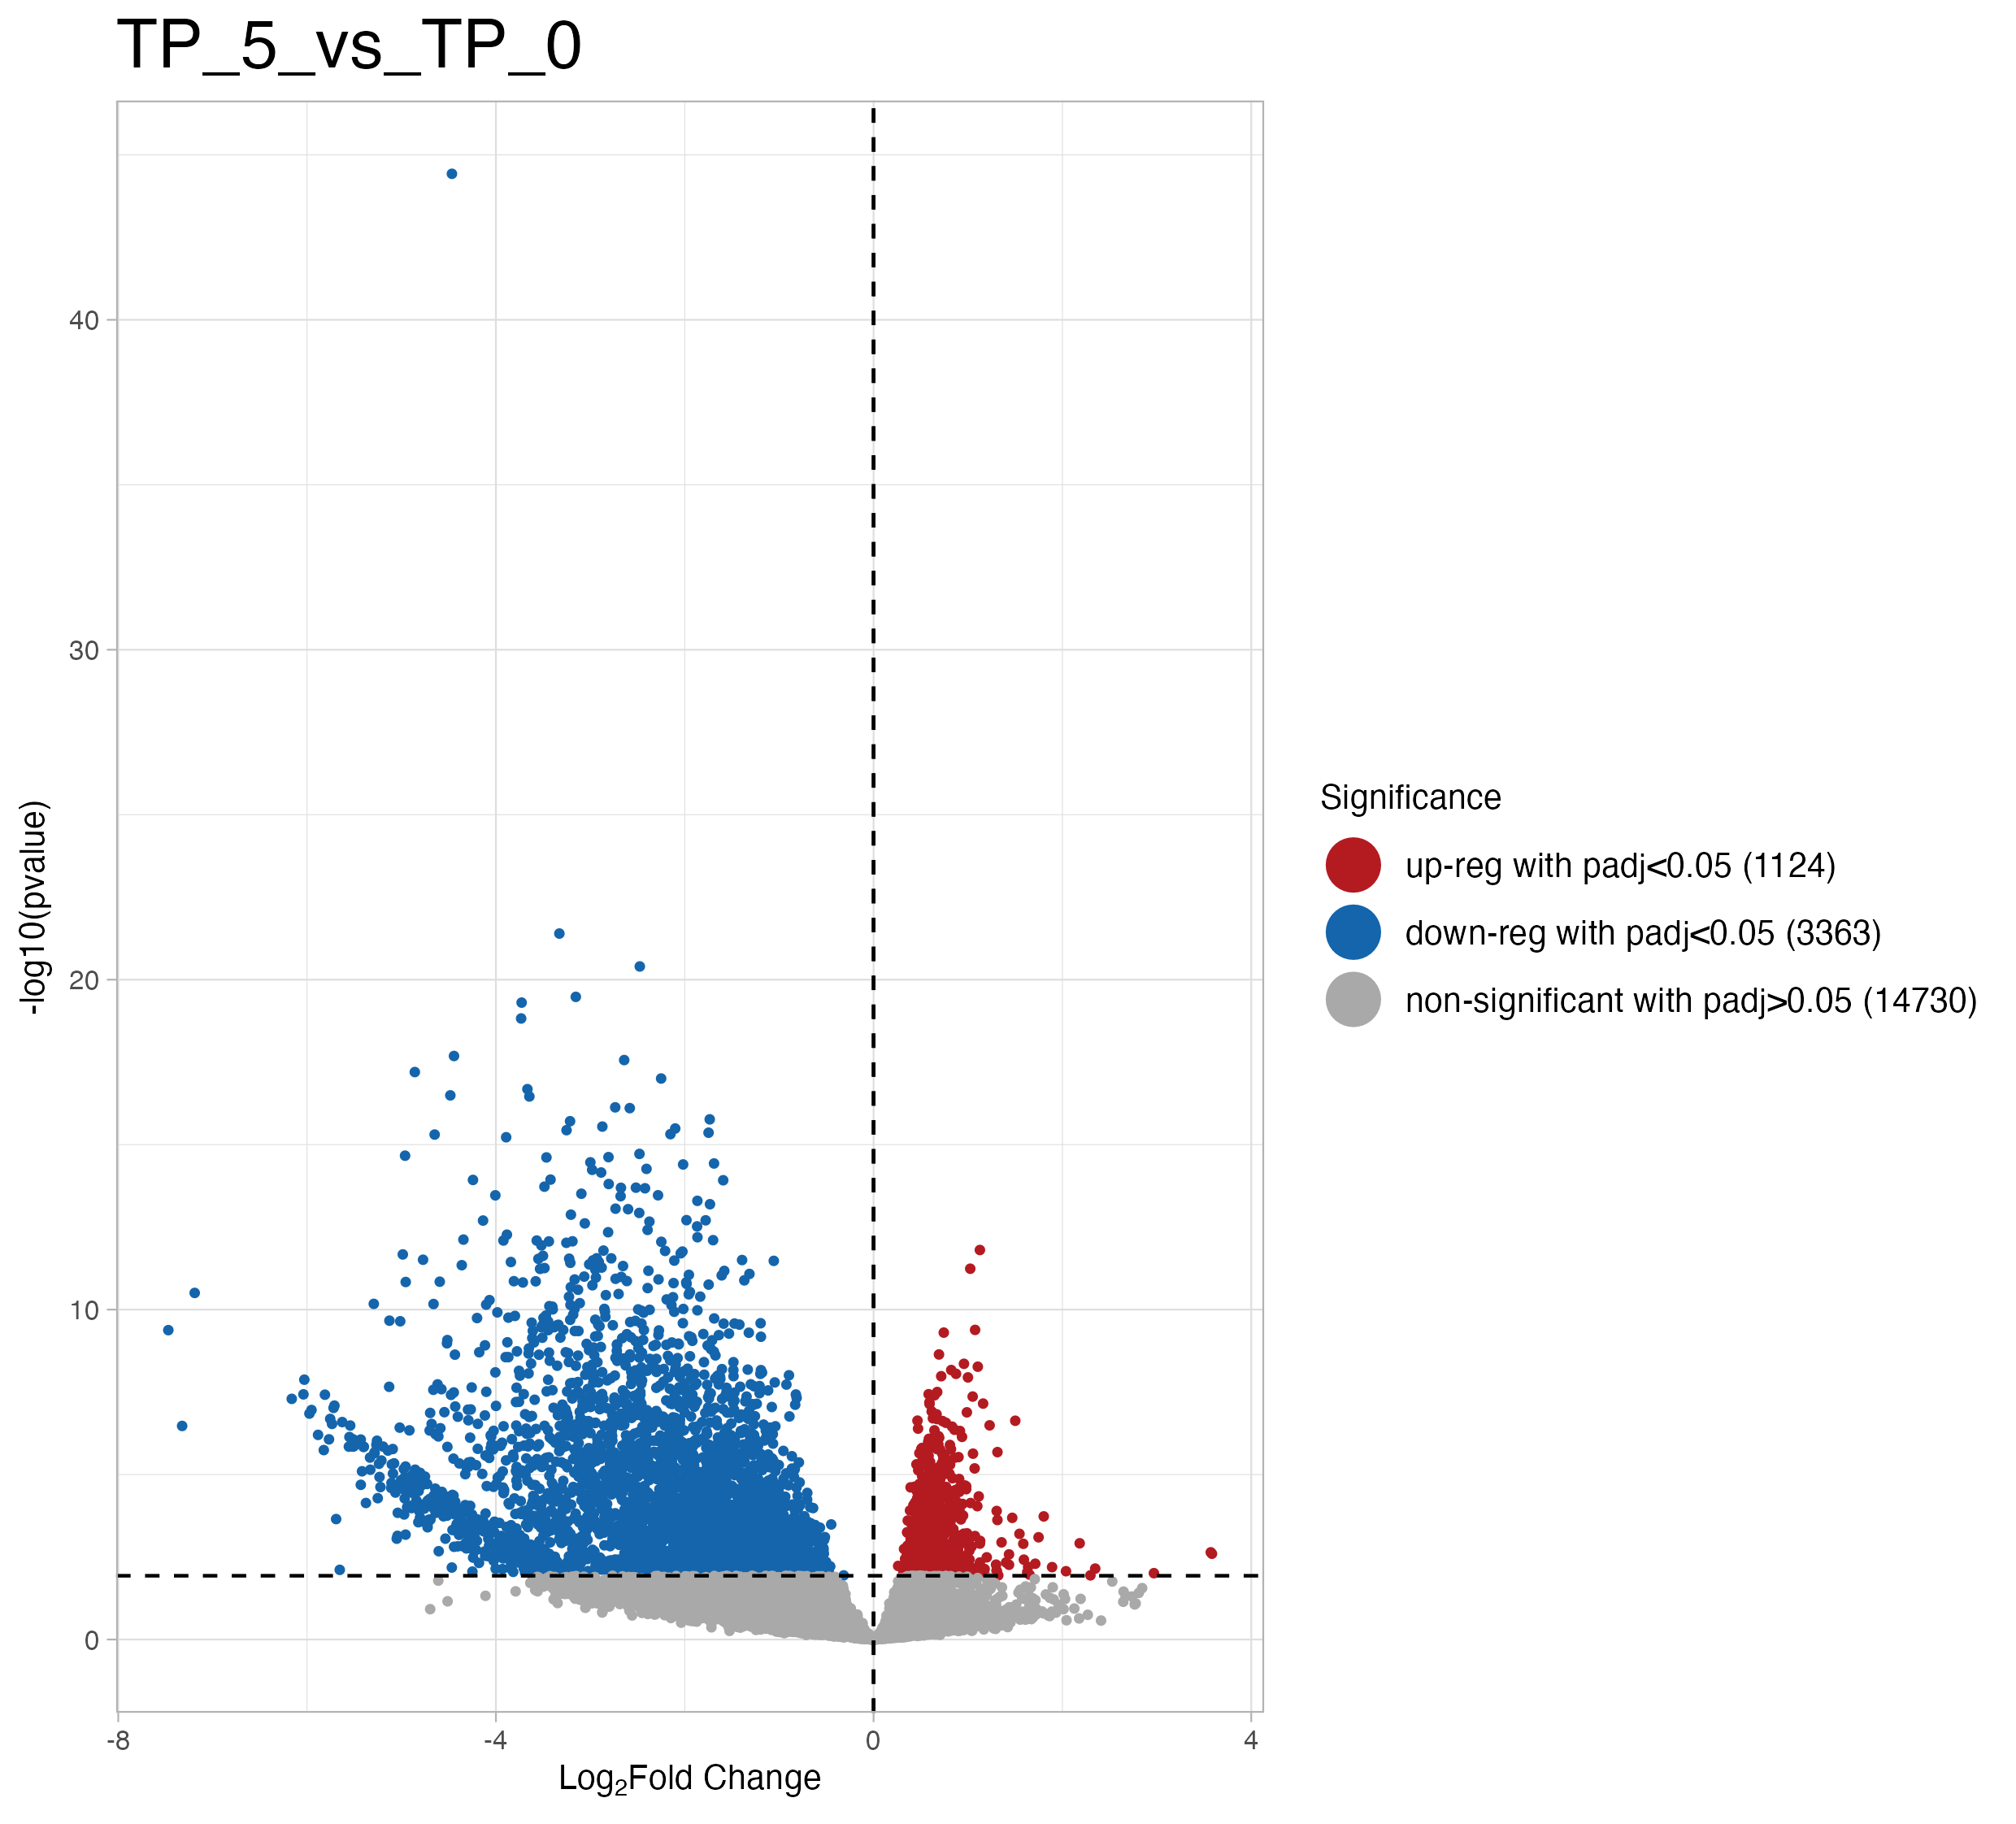 TP_5_vs_TP_0
-log10(pvalue)
40
30
20
10
0
-8
-4
0
4
Log₂Fold Change
Significance
up-reg with padj<0.05 (1124)
down-reg with padj<0.05 (3363)
non-significant with padj>0.05 (14730)